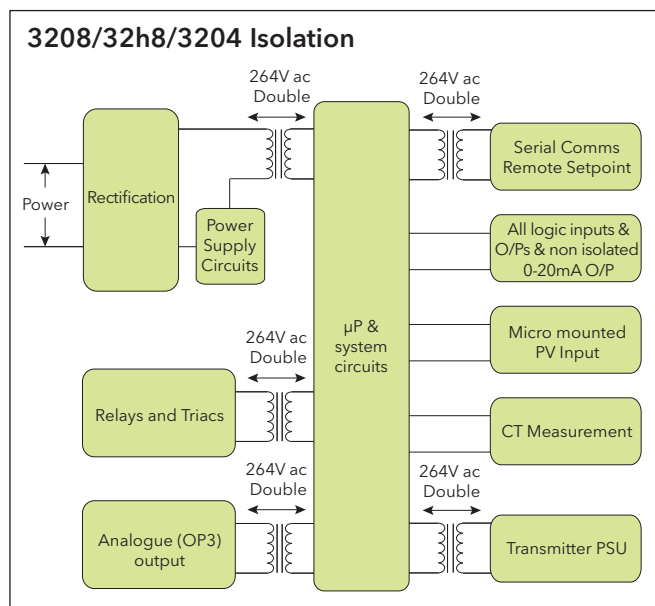 3208/32h8/3204 Isolation
264V ac
Double
264V ac
Double
Power
Rectification
Power
Supply
Circuits
µP &
system
circuits
Serial Comms
Remote Setpoint
All logic inputs &
O/Ps & non isolated
0-20mA O/P
Micro mounted
PV Input
264V ac
Double
Relays and Triacs
CT Measurement
264V ac
Double
264V ac
Double
Analogue (OP3)
output
Transmitter PSU